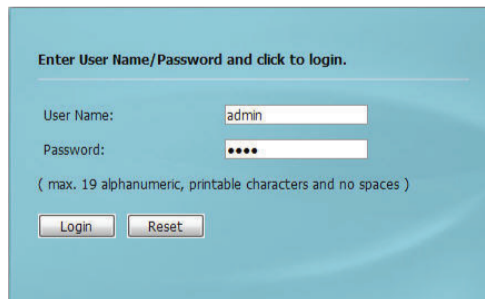 Enter User Name/Password and click to login.
User Name: admin
Password: ●●●●
( max. 19 alphanumeric, printable characters and no spaces )
Login Reset